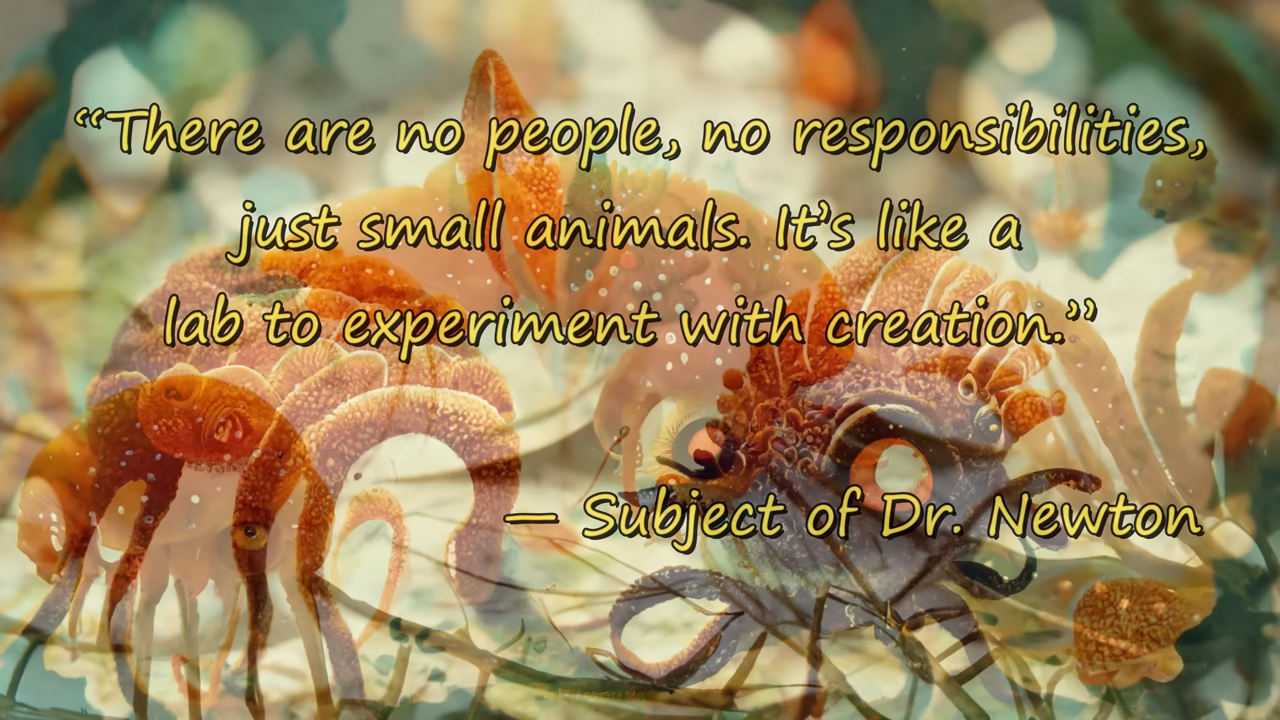 “There are no people, no responsibilities,
just small animals. It’s like a
lab to experiment with creation.”
— Subject of Dr. Newton